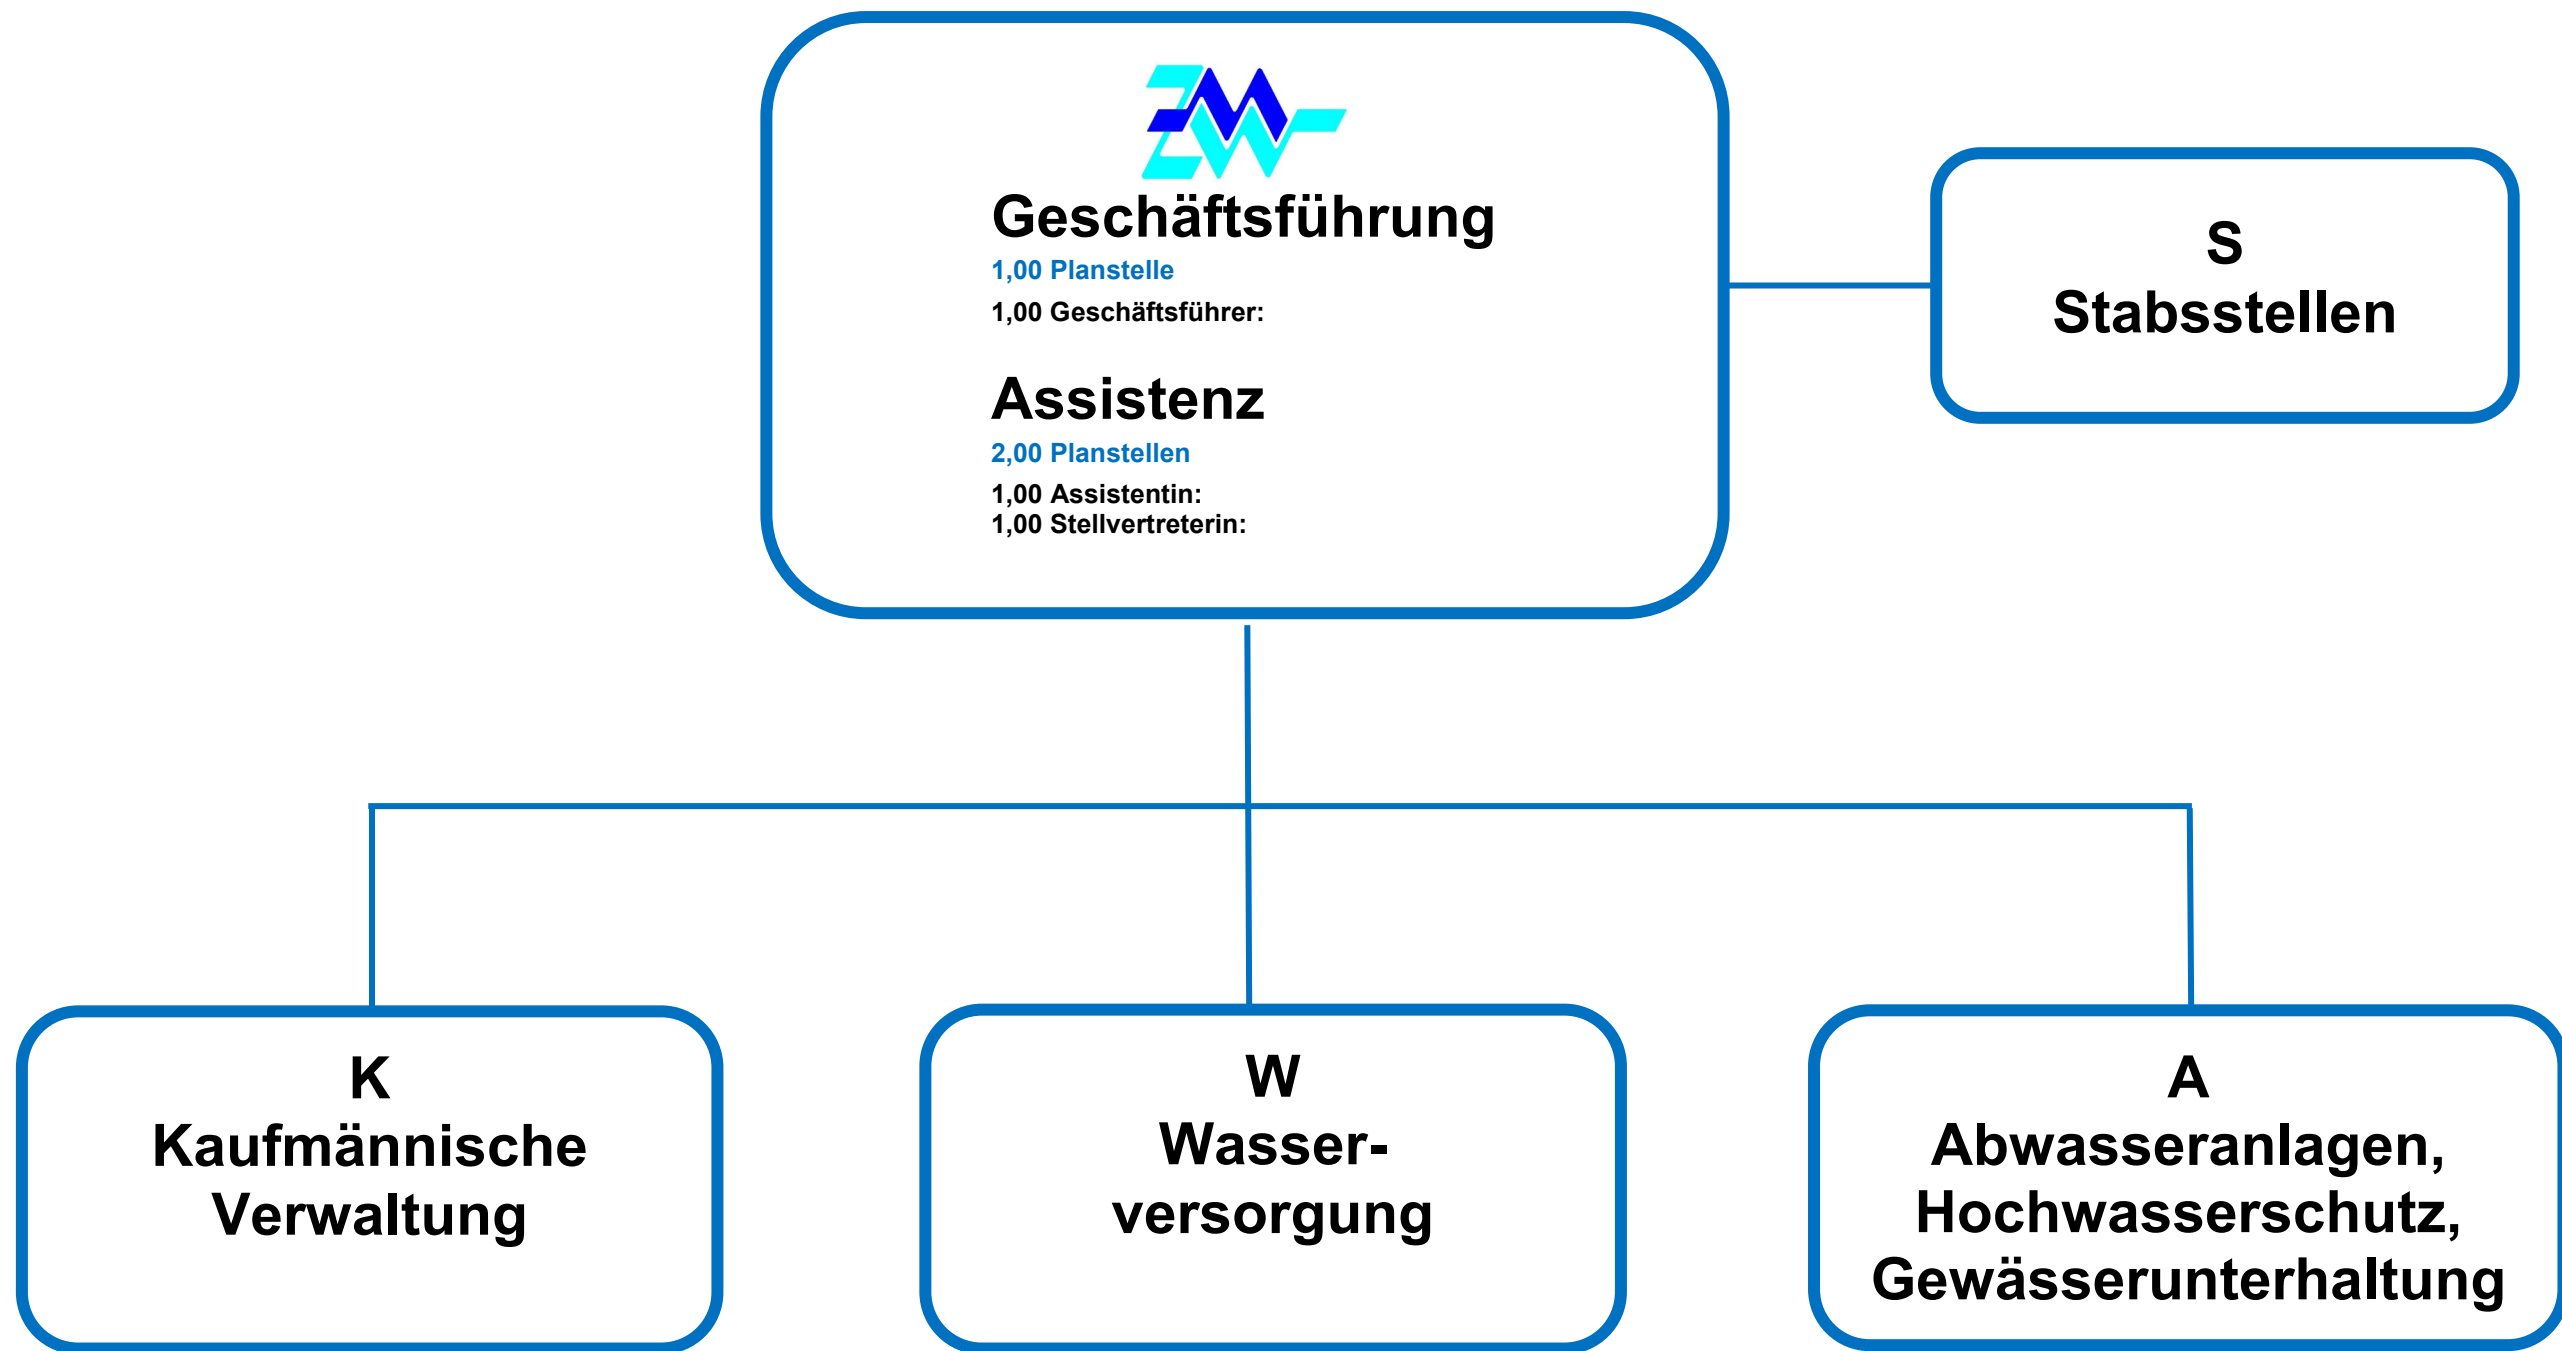 Geschäftsführung
1,00 Planstelle
1,00 Geschäftsführer:
Assistenz
2,00 Planstellen
1,00 Assistentin:
1,00 Stellvertreterin:
S
Stabsstellen
K
Kaufmännische
Verwaltung
W
Wasser-
versorgung
A
Abwasseranlagen,
Hochwasserschutz,
Gewässerunterhaltung